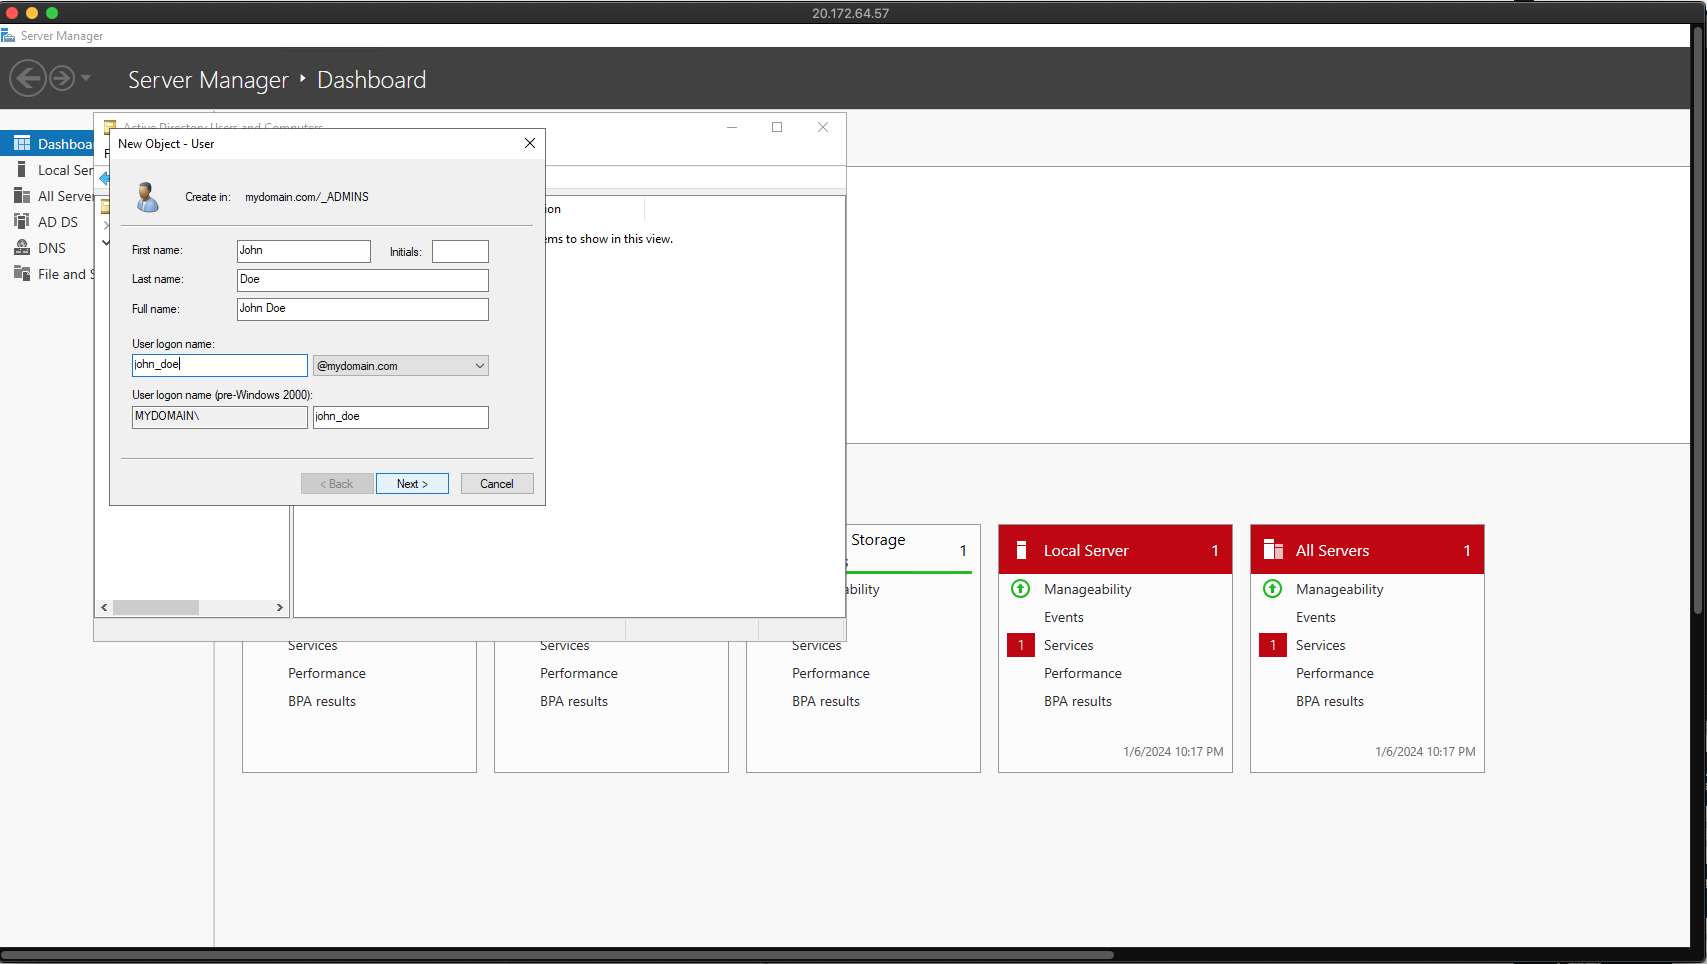 20.172.64.57
Server Manager
Server Manager • Dashboard
Active Directory Users and Computers
New Object - User
Create in: mydomain.com/_ADMINS
First name: John Initials:
Last name: Doe
Full name: John Doe
User logon name:
john_doe @mydomain.com
User logon name (pre-Windows 2000):
MYDOMAIN\ john_doe
< Back Next > Cancel
Dashboa
Local Ser
All Server
AD DS
DNS
File and S
ion
ems to show in this view.
Services
Performance
BPA results
Services
Performance
BPA results
Storage 1
s
ability
Services
Performance
BPA results
Local Server 1
Manageability
Events
1 Services
Performance
BPA results
1/6/2024 10:17 PM
All Servers 1
Manageability
Events
1 Services
Performance
BPA results
1/6/2024 10:17 PM